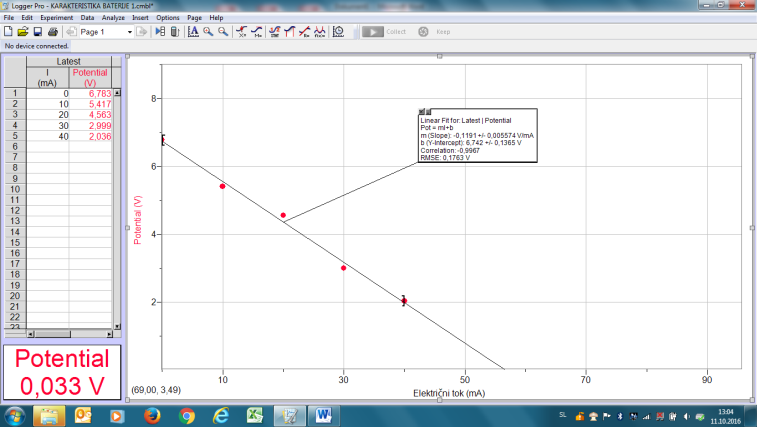 Logger Pro - KARAKTERISTIKA BATERIJE 1.cmbl*
File Edit Experiment Data Analyze Insert Options Page Help
Page 1
Collect
Keep
No device connected.
Latest
I Potential
(mA) (V)
1 0 6,783
2 10 5,417
3 20 4,563
4 30 2,999
5 40 2,036
6
7
8
9
10
11
12
13
14
15
16
17
18
19
20
21
22
23
Potential
0,033 V
Potential (V)
8
6
4
2
Linear Fit for: Latest | Potential
Pot = mI+b
m (Slope): -0,1191 +/- 0,005574 V/mA
b (Y-Intercept): 6,742 +/- 0,1365 V
Correlation:-0,9967
RMSE: 0,1763 V
10 30 50 70 90
(69,00, 3,49)
Električni tok (mA)
SL
13:04
11.10.2016